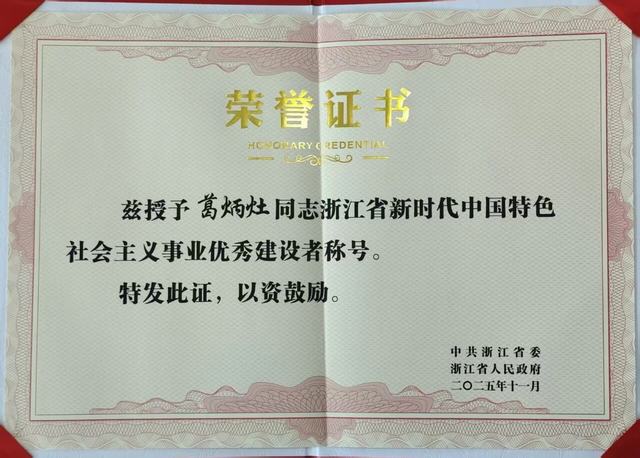 荣誉证书
HONORARY CREDENTIAL
兹授予 葛炳灶同志浙江省新时代中国特色
社会主义事业优秀建设者称号。
特发此证，以资鼓励。
中共浙江省委
浙江省人民政府
二〇二五年十一月